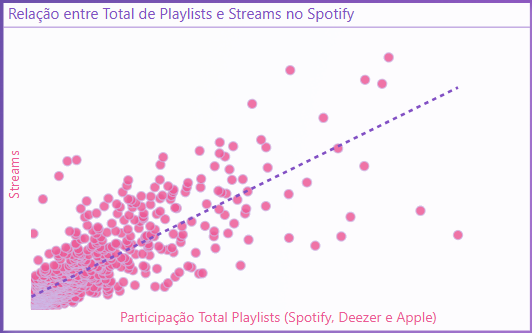 Relação entre Total de Playlists e Streams no Spotify
Streams
Participação Total Playlists (Spotify, Deezer e Apple)